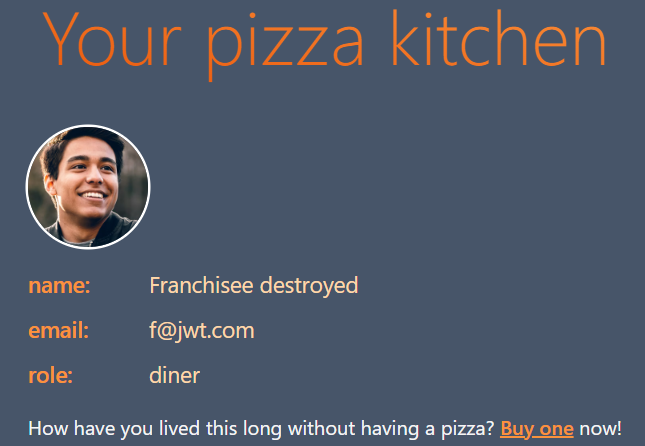 Your pizza kitchen
name: Franchisee destroyed
email: f@jwt.com
role: diner
How have you lived this long without having a pizza? Buy one now!